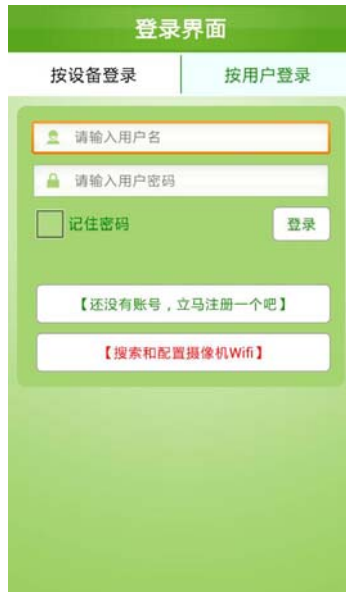 登录界面
按设备登录 按用户登录
请输入用户名
请输入用户密码
记住密码 登录
【还没有账号，立马注册一个吧】
【搜索和配置摄像机Wifi】